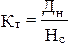 Кт = Дн
Нс